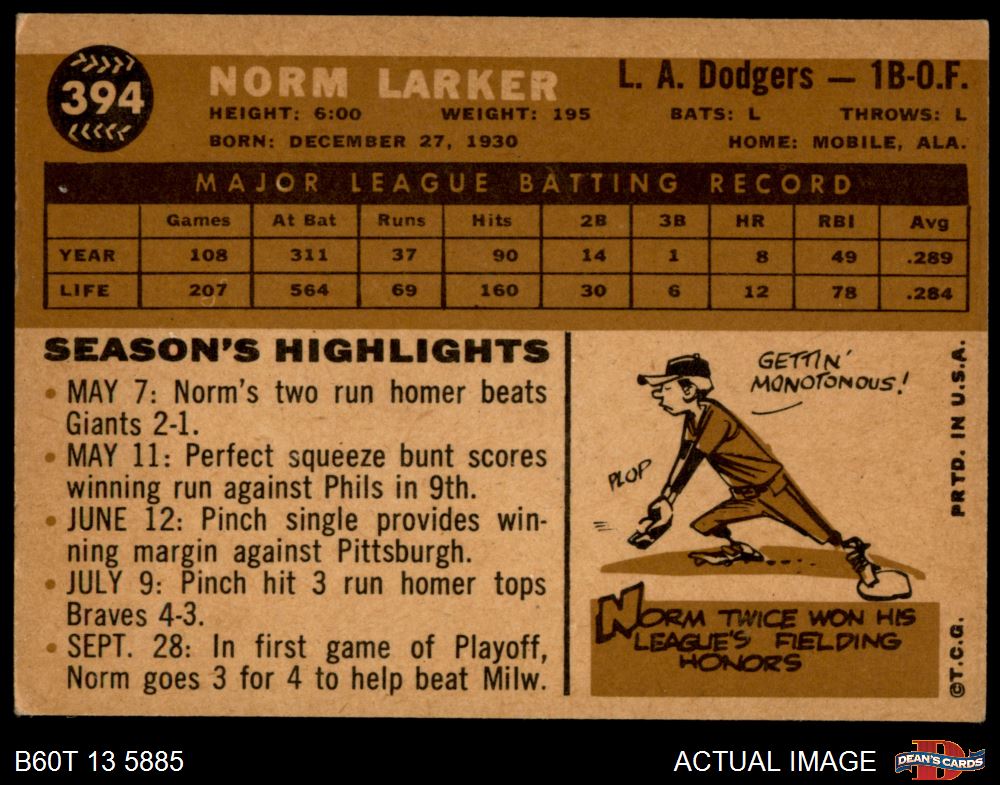 394
NORM LARKER
L. A. Dodgers — 1B-O.F.
HEIGHT: 6:00 WEIGHT: 195 BATS: L THROWS: L
BORN: DECEMBER 27, 1930 HOME: MOBILE, ALA.
MAJOR LEAGUE BATTING RECORD
Games At Bat Runs Hits 2B 3B HR RBI Avg
YEAR 108 311 37 90 14 1 8 49 .289
LIFE 207 564 69 160 30 6 12 78 .284
SEASON'S HIGHLIGHTS
• MAY 7: Norm's two run homer beats
Giants 2-1.
• MAY 11: Perfect squeeze bunt scores
winning run against Phils in 9th.
• JUNE 12: Pinch single provides win-
ning margin against Pittsburgh.
• JULY 9: Pinch hit 3 run homer tops
Braves 4-3.
• SEPT. 28: In first game of Playoff,
Norm goes 3 for 4 to help beat Milw.
GETTIN'
MONOTONOUS!
PLOP
NORM TWICE WON HIS
LEAGUE'S FIELDING
HONORS
©T.C.G. PRTD. IN U.S.A.
B60T 13 5885
ACTUAL IMAGE
D
DEAN'S CARDS